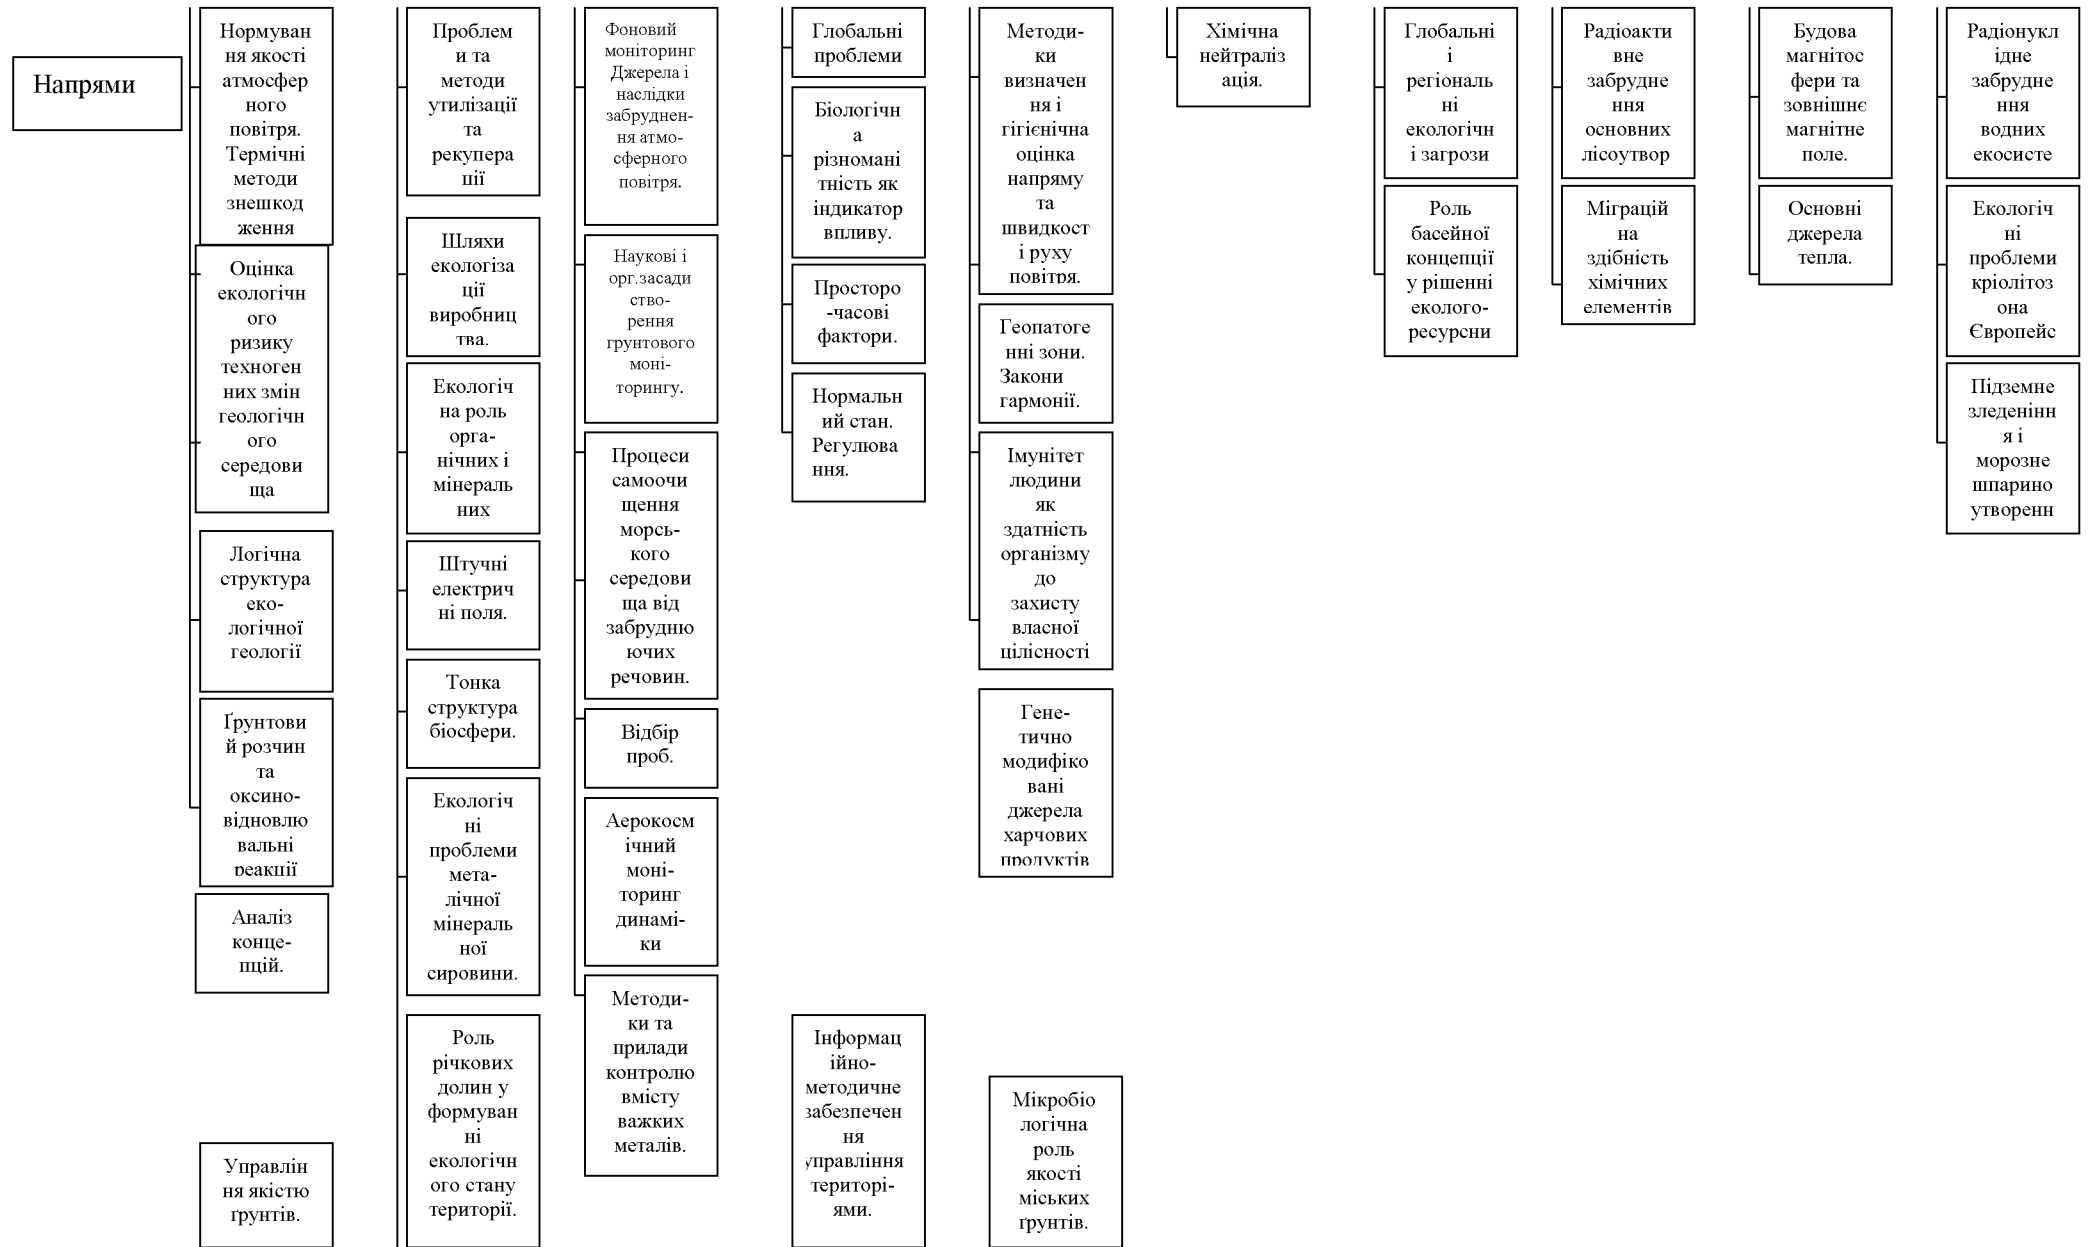 Напрями
Нормуван
ня якості
атмосфер
ного
повітря.
Термічні
методи
знешкод
ження
Оцінка
екологічн
ого
ризику
техноген
них змін
геологічн
ого
середови
ща
Логічна
структура
еко-
логічної
геології
Ґрунтови
й розчин
та
оксино-
відновлю
вальні
реакції
Аналіз
конце-
пцій.
Управлін
ня якістю
ґрунтів.
Проблем
и та
методи
утилізації
та
рекупера
ції
Шляхи
екологіза
ції
виробниц
тва.
Екологіч
на роль
орга-
нічних і
мінераль
них
Штучні
електрич
ні поля.
Тонка
структура
біосфери.
Екологіч
ні
проблеми
мета-
лічної
мінераль
ної
сировини.
Роль
річкових
долин у
формуван
ні
екологічн
ого стану
території.
Фоновий
моніторинг
Джерела і
наслідки
забруднен-
ня атмо-
сферного
повітря.
Наукові і
орг.засади
ство-
рення
грунтового
моні-
торингу.
Процеси
самоочи
щення
морсь-
кого
середови
ща від
забрудню
ючих
речовин.
Відбір
проб.
Аерокосм
ічний
моні-
торинг
динамі-
ки
Методи-
ки та
прилади
контролю
вмісту
важких
металів.
Глобальні
проблеми
Біологічн
а
різномані
тність як
індикатор
впливу.
Просторо
-часові
фактори.
Нормальн
ий стан.
Регулюва
ння.
Інформац
ійно-
методичне
забезпечен
ня
управління
територі-
ями.
Методи-
ки
визначен
ня і
гігієнічна
оцінка
напряму
та
швидкост
і руху
повітря.
Геопатоге
нні зони.
Закони
гармонії.
Імунітет
людини
як
здатність
організму
до
захисту
власної
цілісності
Гене-
тично
модифіко
вані
джерела
харчових
продуктів
Мікробіо
логічна
роль
якості
міських
ґрунтів.
Хімічна
нейтраліз
ація.
Глобальні
і
регіональ
ні
екологічн
і загрози
Роль
басейної
концепції
у рішенні
еколого-
ресурсни
Радіоакти
вне
забрудне
ння
основних
лісоутвор
Міграцій
на
здібність
хімічних
елементів
Будова
магнітос
фери та
зовнішнє
магнітне
поле.
Основні
джерела
тепла.
Радіонукл
ідне
забрудне
ння
водних
екосисте
Екологіч
ні
проблеми
кріолітоз
она
Європейс
Підземне
зледенінн
я і
морозне
шпарино
утворенн